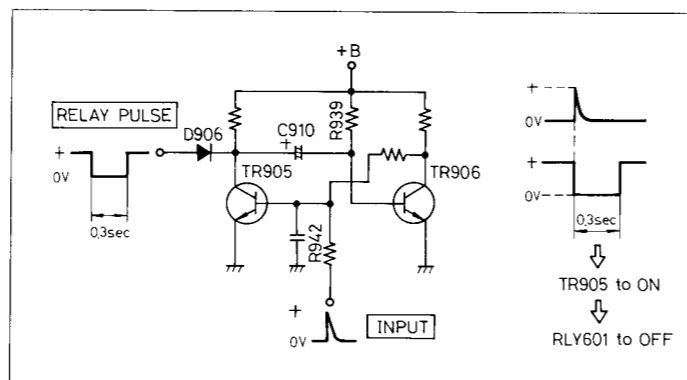 +B
RELAY PULSE
D906
C910
+
R939
+
0V
TR905
TR906
0,3sec
R942
+
0V
INPUT
+
0V
+
0V
0.3sec
TR905 to ON
RLY601 to OFF